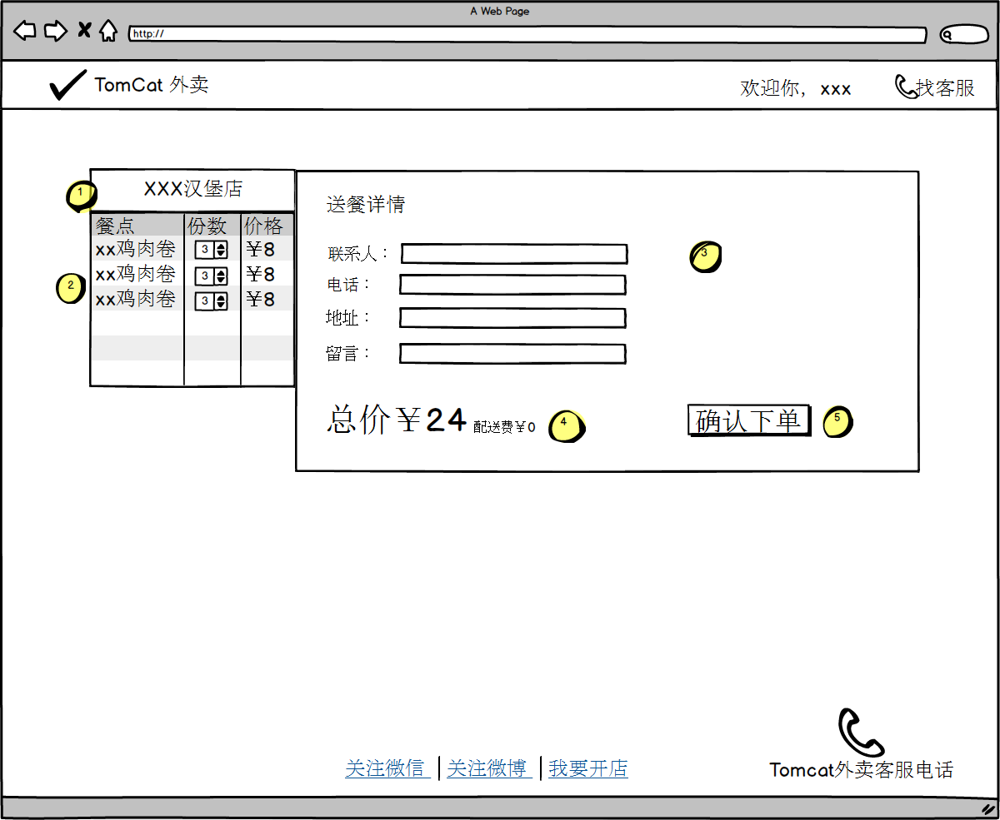 A Web Page
http://
TomCat 外卖
欢迎你， xxx
找客服
1
XXX汉堡店
餐点 份数 价格
xx鸡肉卷 3 ￥8
xx鸡肉卷 3 ￥8
xx鸡肉卷 3 ￥8
2
送餐详情
联系人：
3
电话：
地址：
留言：
总价￥24 配送费￥0
4
确认下单
5
关注微信 | 关注微博 | 我要开店
Tomcat外卖客服电话